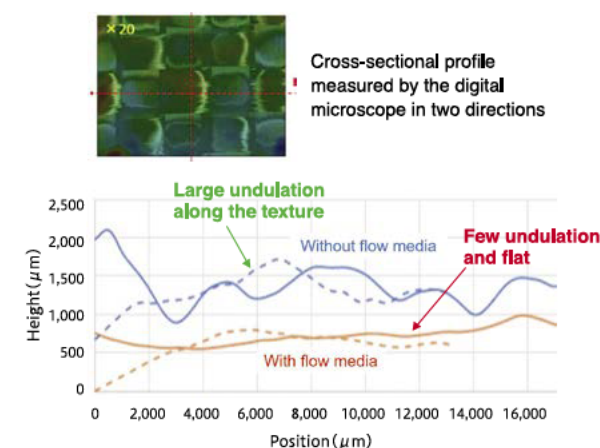 ×20
Cross-sectional profile
measured by the digital
microscope in two directions
Large undulation
along the texture
Without flow media
Few undulation
and flat
With flow media
Height(μm)
2,500
2,000
1,500
1,000
500
0
0 2,000 4,000 6,000 8,000 10,000 12,000 14,000 16,000
Position(μm)